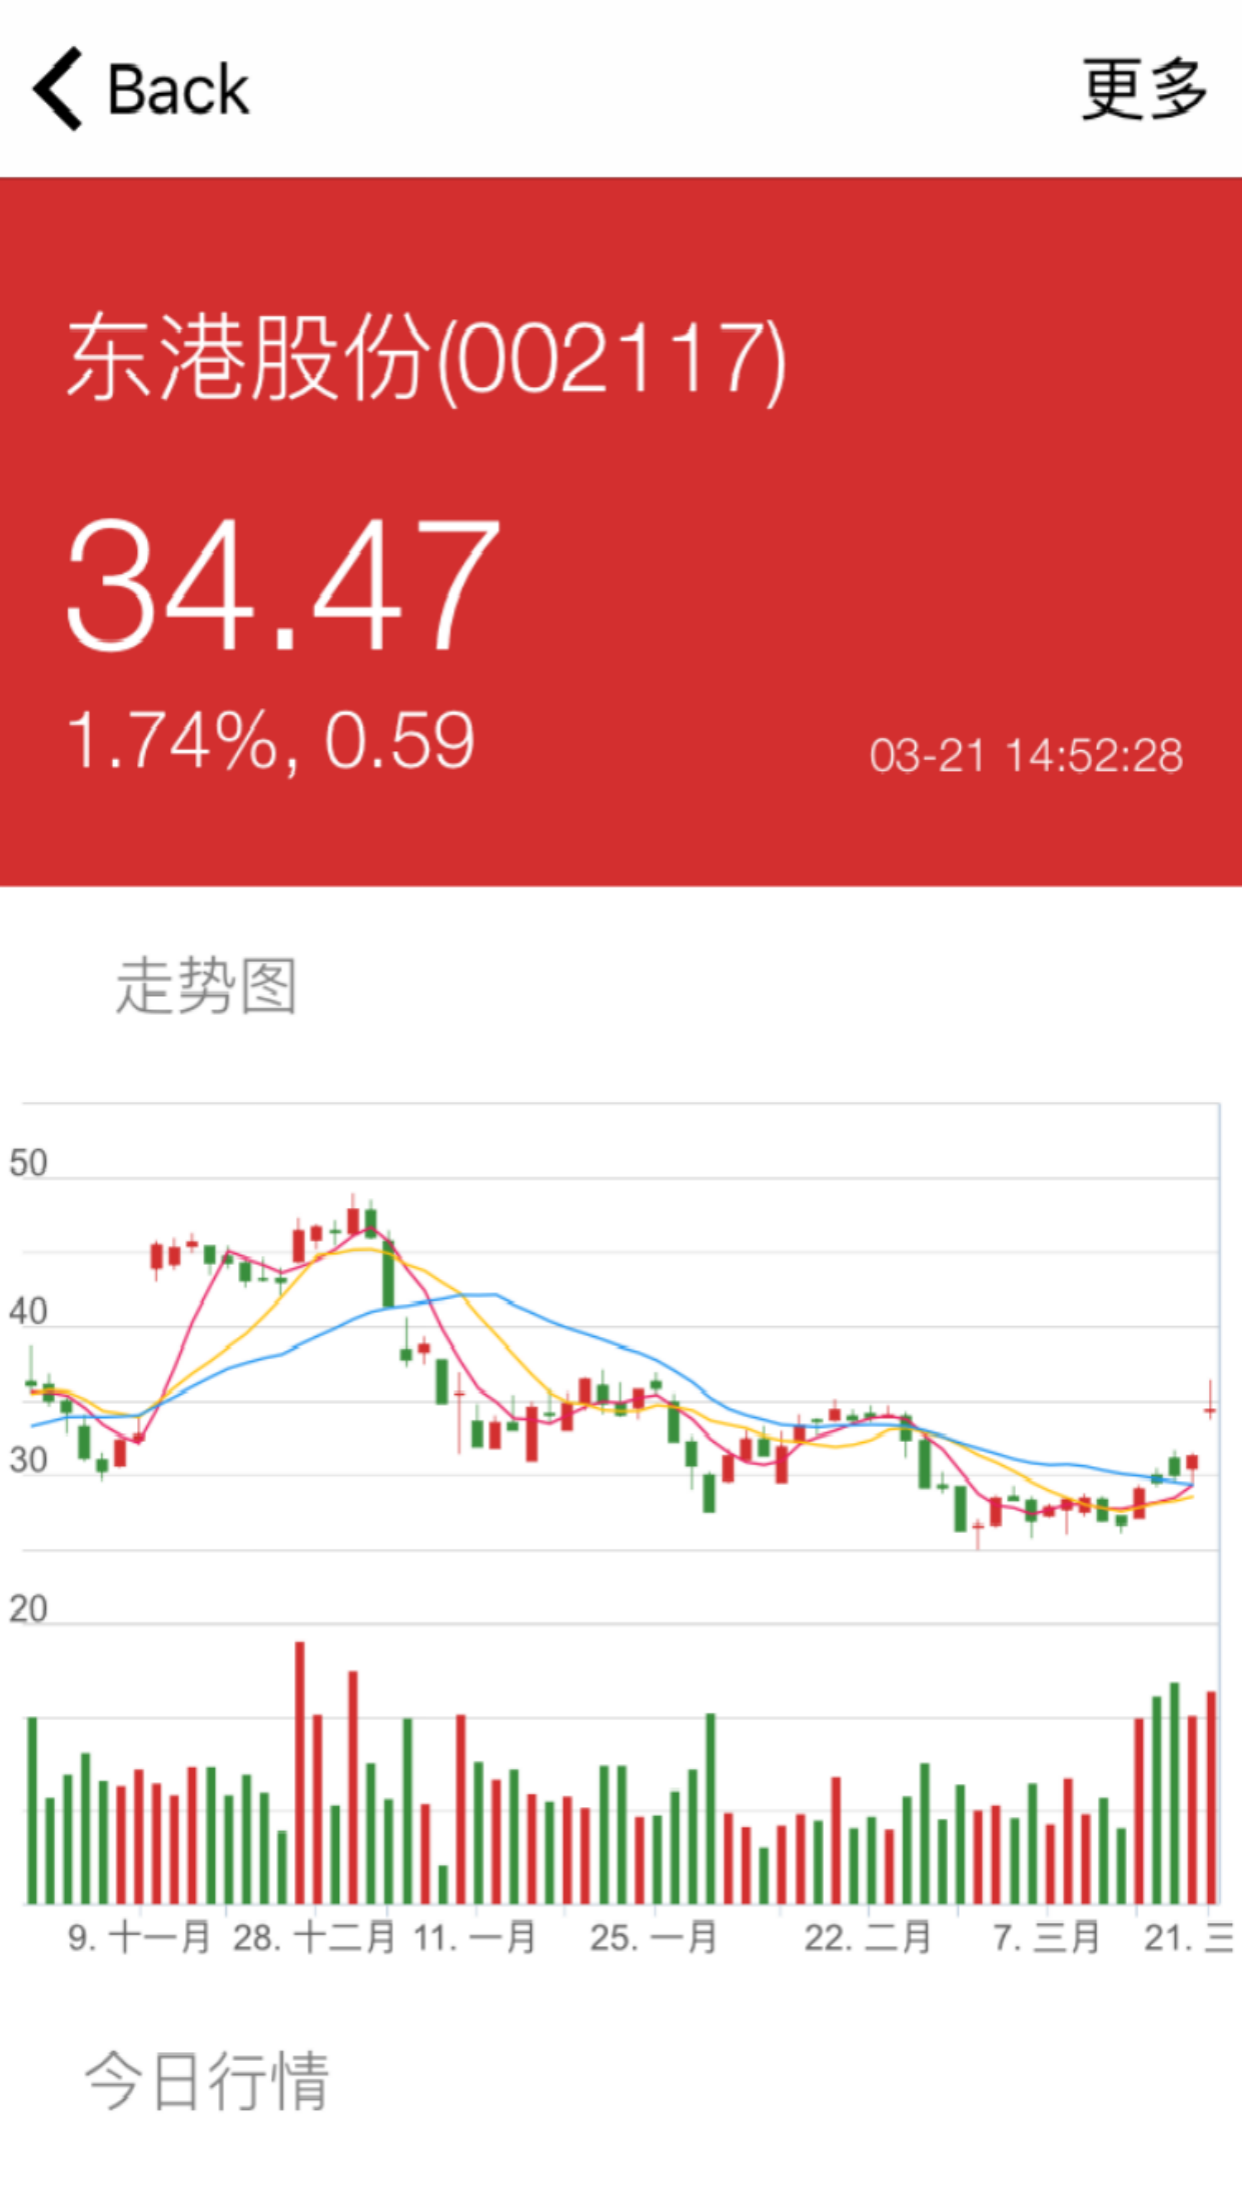 Back 更多
东港股份(002117)
34.47
1.74%, 0.59 03-21 14:52:28
走势图
50
40
30
20
9. 十一月 28. 十二月 11. 一月 25. 一月 22. 二月 7. 三月 21. 三
今日行情